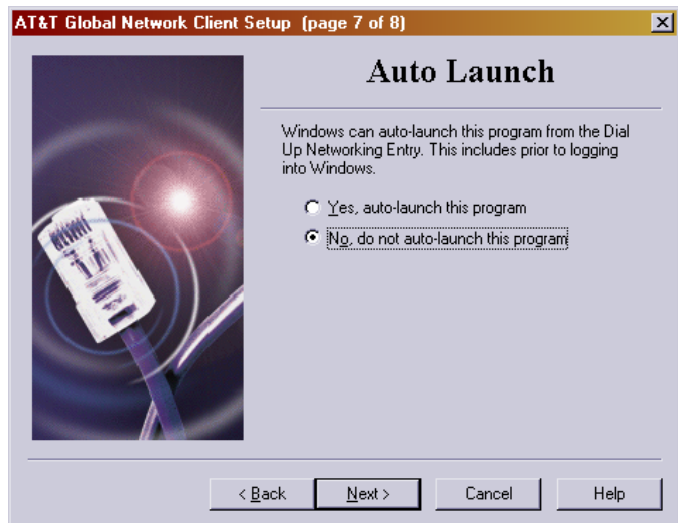 AT&T Global Network Client Setup (page 7 of 8)
Auto Launch
Windows can auto-launch this program from the Dial
Up Networking Entry. This includes prior to logging
into Windows.
Yes, auto-launch this program
No, do not auto-launch this program
< Back
Next >
Cancel
Help